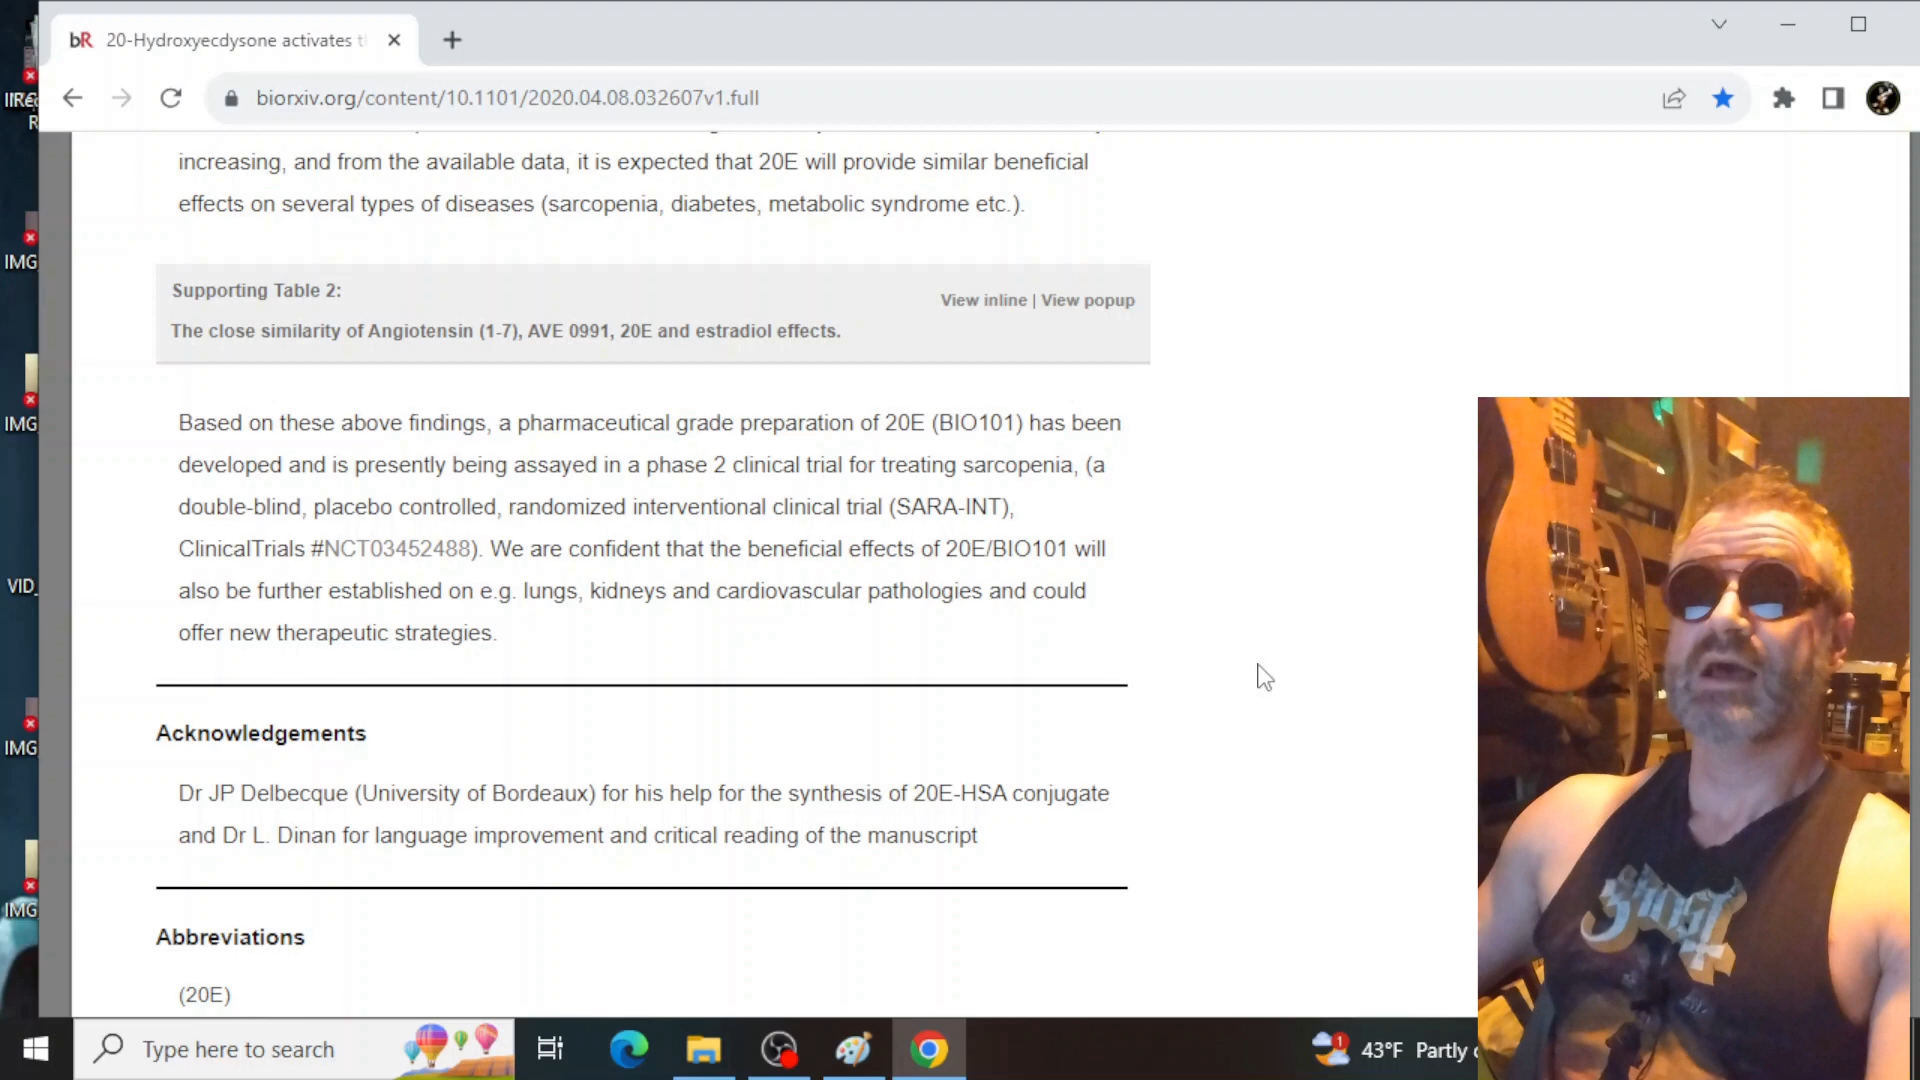 bR 20-Hydroxyecdysone activates t
biorxiv.org/content/10.1101/2020.04.08.032607v1.full
increasing, and from the available data, it is expected that 20E will provide similar beneficial
effects on several types of diseases (sarcopenia, diabetes, metabolic syndrome etc.).
Supporting Table 2:
View inline | View popup
The close similarity of Angiotensin (1-7), AVE 0991, 20E and estradiol effects.
Based on these above findings, a pharmaceutical grade preparation of 20E (BIO101) has been
developed and is presently being assayed in a phase 2 clinical trial for treating sarcopenia, (a
double-blind, placebo controlled, randomized interventional clinical trial (SARA-INT),
ClinicalTrials #NCT03452488). We are confident that the beneficial effects of 20E/BIO101 will
also be further established on e.g. lungs, kidneys and cardiovascular pathologies and could
offer new therapeutic strategies.
Acknowledgements
Dr JP Delbecque (University of Bordeaux) for his help for the synthesis of 20E-HSA conjugate
and Dr L. Dinan for language improvement and critical reading of the manuscript
Abbreviations
(20E)
IMG
IMG
VID_
IMG
IMG
Ghost
Type here to search
1
43°F Partly